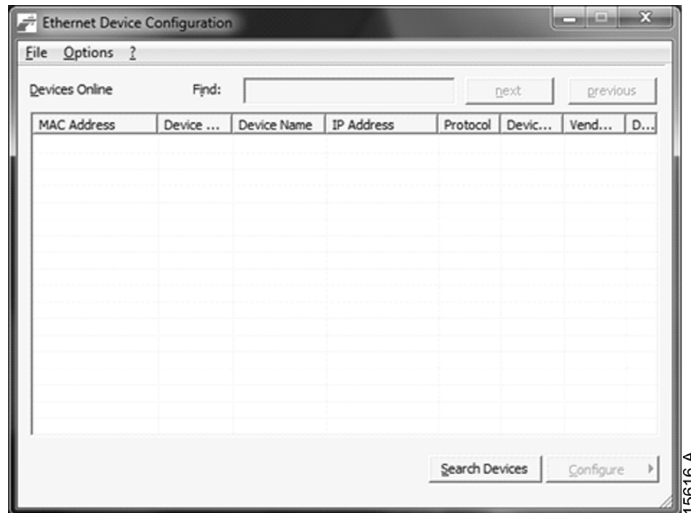 Ethernet Device Configuration
File Options ?
Devices Online Find: next previous
MAC Address Device ... Device Name IP Address Protocol Devic... Vend... D...
Search Devices Configure
15616 A